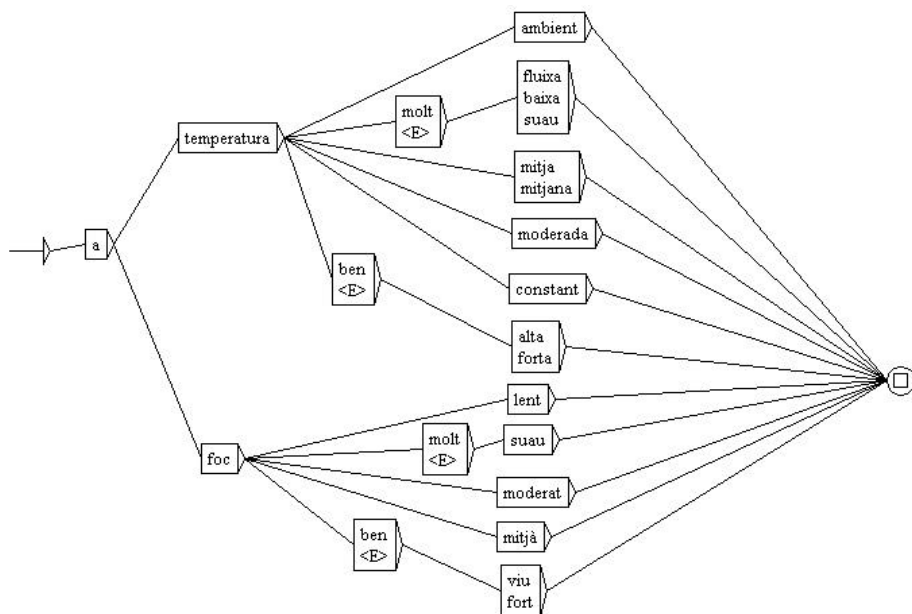 ambient
fluixa
baixa
suau
molt
<E>
temperatura
mitja
mitjana
moderada
a
ben
<E>
constant
alta
forta
lent
molt
<E>
suau
foc
moderat
mitjà
ben
<E>
viu
fort